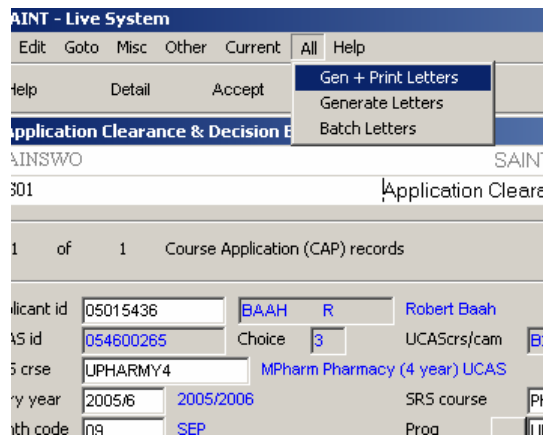 AINT - Live System
Edit Goto Misc Other Current All Help
Help Detail Accept
Gen + Print Letters
Generate Letters
Batch Letters
Application Clearance & Decision E
AINSWO SAINT
S01 Application Cleara
1 of 1 Course Application (CAP) records
licant id 05015436 BAAH R Robert Baah
AS id 054600265 Choice 3 UCAScrs/cam B
S crse UPHARMY4 MPharm Pharmacy (4 year) UCAS
ry year 2005/6 2005/2006 SRS course PH
nth code 09 SEP Prog